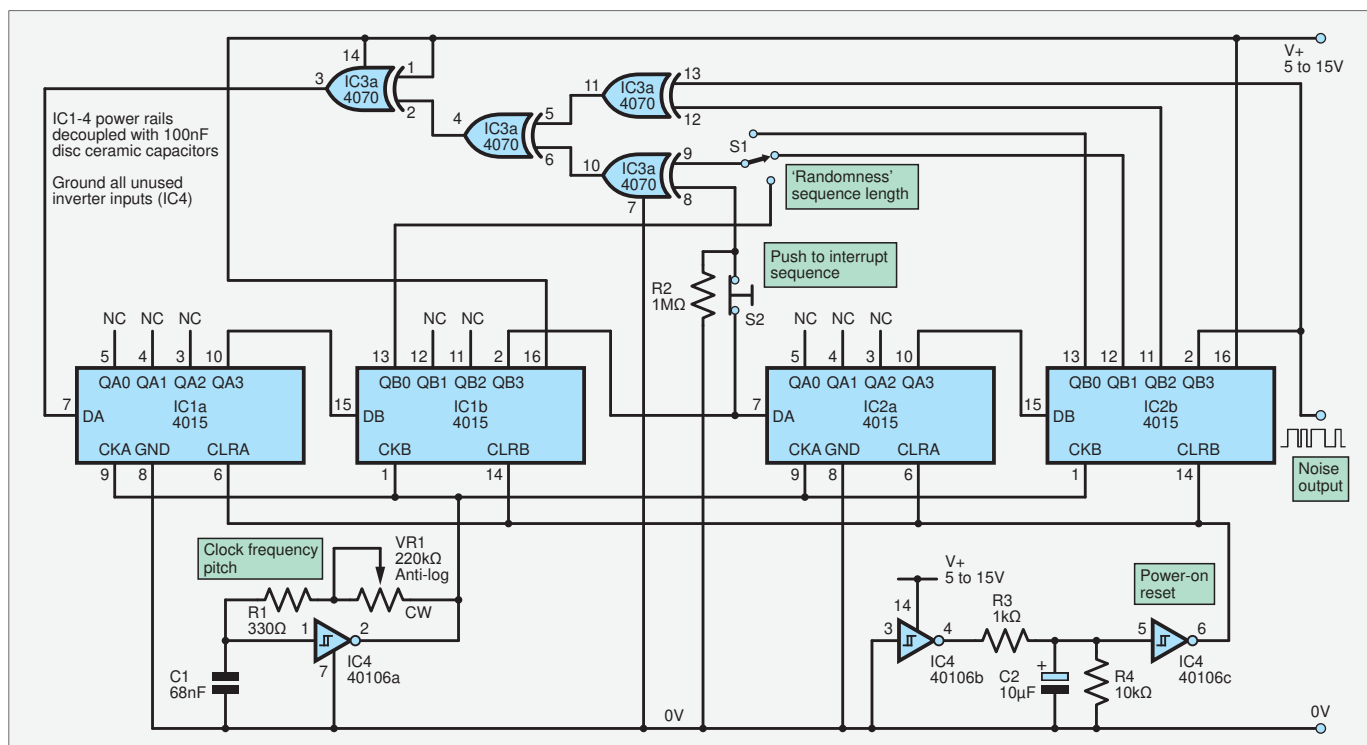 V+
5 to 15V
14
1
3
IC3a
4070
2
11
13
IC3a
4070
12
4
5
IC3a
4070
6
10
9
IC3a
4070
8
7
S1
IC1-4 power rails
decoupled with 100nF
disc ceramic capacitors
Ground all unused
inverter inputs (IC4)
'Randomness'
sequence length
Push to interrupt
sequence
R2
1MΩ
S2
NC NC NC
5 4 3 10
QA0 QA1 QA2 QA3
7
DA
IC1a
4015
CKA GND CLRA
9 8 6
NC NC
13 12 11 2 16
QB0 QB1 QB2 QB3
15
DB
IC1b
4015
CKB CLRB
1 14
NC NC NC
5 4 3 10
QA0 QA1 QA2 QA3
7
DA
IC2a
4015
CKA GND CLRA
9 8 6
13 12 11 2 16
QB0 QB1 QB2 QB3
15
DB
IC2b
4015
CKB CLRB
1 14
Noise
output
Clock frequency
pitch
VR1
220kΩ
Anti-log
CW
R1
330Ω
1
2
7
IC4
40106a
C1
68nF
0V
V+
5 to 15V
14
3
4
IC4
40106b
R3
1kΩ
+
C2
10µF
R4
10kΩ
Power-on
reset
5
6
IC4
40106c
0V